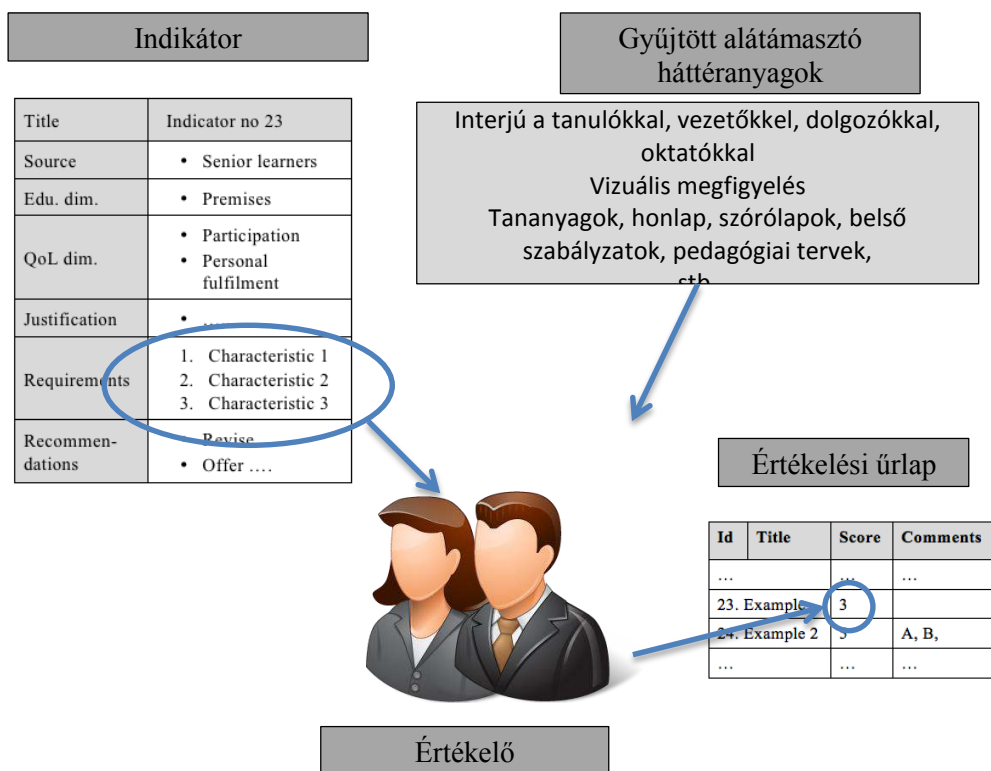 Indikátor
Title Indicator no 23
Source • Senior learners
Edu. dim. • Premises
QoL dim. • Participation
• Personal
fulfilment
Justification • ...
Requirements 1. Characteristic 1
2. Characteristic 2
3. Characteristic 3
Recommen-
dations • Revise
• Offer ....
Gyűjtött alátámasztó
háttéranyagok
Interjú a tanulókkal, vezetőkkel, dolgozókkal,
oktatókkal
Vizuális megfigyelés
Tananyagok, honlap, szórólapok, belső
szabályzatok, pedagógiai tervek,
stb
Értékelési űrlap
Id Title Score Comments
... ... ...
23. Example 3
24. Example 2 A, B,
... ... ...
Értékelő